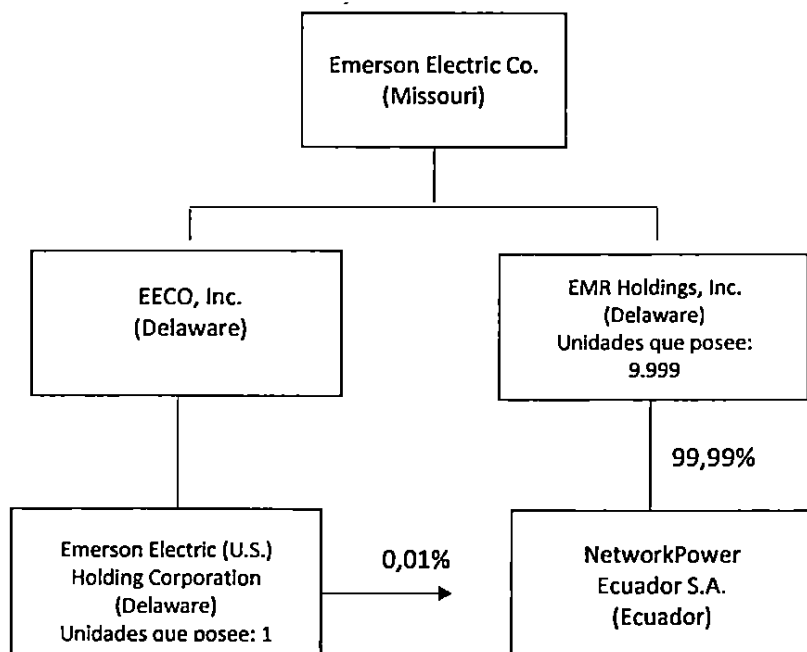 Emerson Electric Co.
(Missouri)
EECO, Inc.
(Delaware)
EMR Holdings, Inc.
(Delaware)
Unidades que posee:
9.999
99,99%
Emerson Electric (U.S.)
Holding Corporation
(Delaware)
Unidades que posee: 1
0,01%
NetworkPower
Ecuador S.A.
(Ecuador)